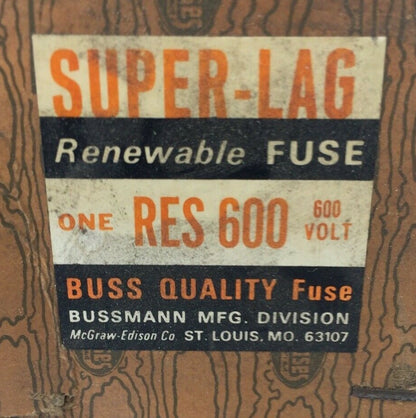 SUPER-LAG
Renewable FUSE
ONE RES 600 600 VOLT
BUSS QUALITY Fuse
BUSSMANN MFG. DIVISION
McGraw-Edison Co. ST. LOUIS, MO. 63107